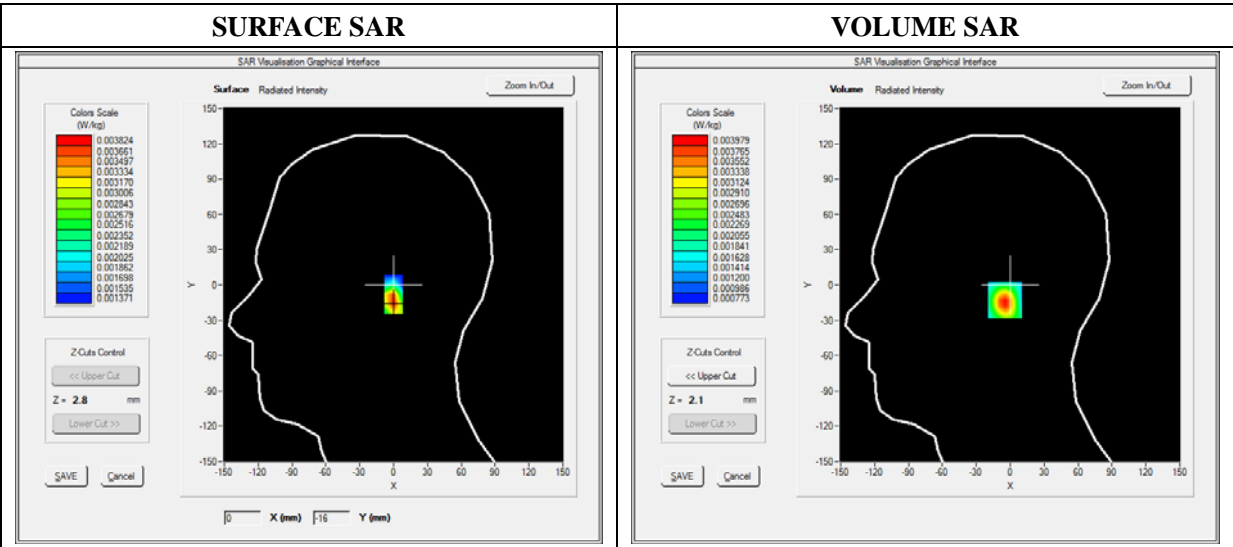 SURFACE SAR
SAR Visualisation Graphical Interface
Surface Radiated Intensity
Zoom In/Out
Colors Scale
(W/kg)
0.003824
0.003661
0.003497
0.003334
0.003170
0.003006
0.002843
0.002679
0.002516
0.002352
0.002189
0.002025
0.001862
0.001698
0.001535
0.001371
Z-Cuts Control
<< Upper Cut
Z = 2.8 mm
Lower Cut >>
SAVE Cancel
150
120
90
60
30
0
-30
-60
-90
-120
-150
Y
-150 -120 -90 -60 -30 0 30 60 90 120 150
X
0 X (mm) -16 Y (mm)
VOLUME SAR
SAR Visualisation Graphical Interface
Volume Radiated Intensity
Zoom In/Out
Colors Scale
(W/kg)
0.003979
0.003765
0.003552
0.003338
0.003124
0.002910
0.002696
0.002483
0.002269
0.002055
0.001841
0.001628
0.001414
0.001200
0.000986
0.000773
Z-Cuts Control
<< Upper Cut
Z = 2.1 mm
Lower Cut >>
SAVE Cancel
150
120
90
60
30
0
-30
-60
-90
-120
-150
Y
-150 -120 -90 -60 -30 0 30 60 90 120 150
X